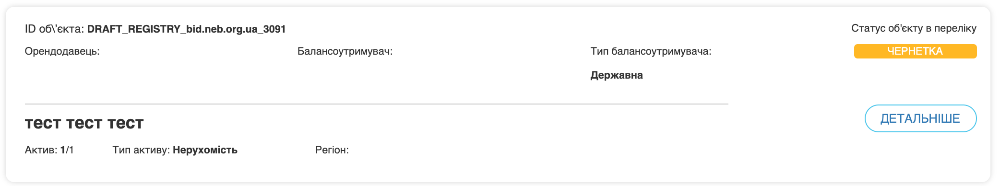 ID об\’єкта: DRAFT_REGISTRY_bid.neb.org.ua_3091
Статус об'єкту в переліку
Орендодавець:
Балансоутримувач:
Тип балансоутримувача:
ЧЕРНЕТКА
Державна
тест тест тест
ДЕТАЛЬНІШЕ
Актив: 1/1
Тип активу: Нерухомість
Регіон: